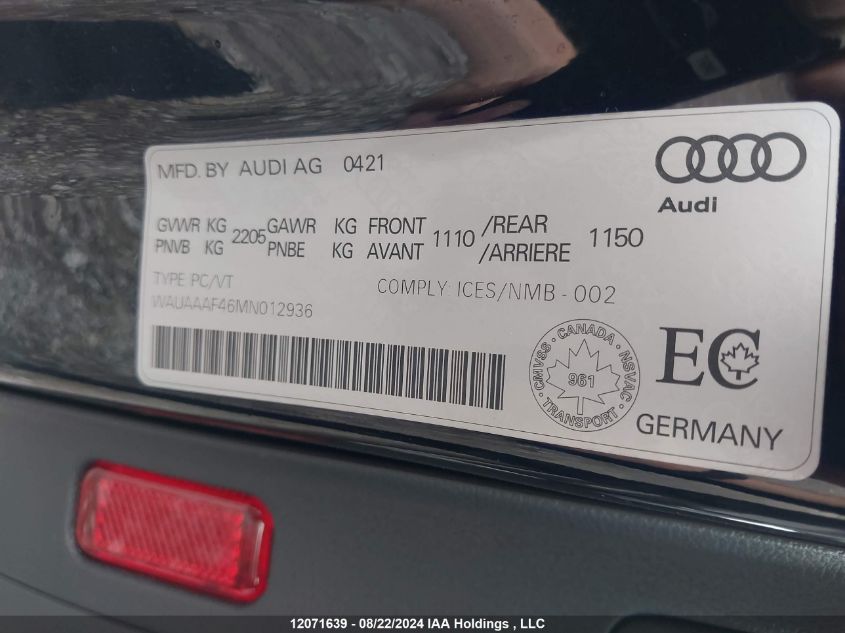 MFD. BY AUDI AG 0421
Audi
GVWR KG 2205 GAWR KG FRONT 1110 /REAR 1150
PNVB KG PNBE KG AVANT /ARRIERE
TYPE: PC/VT
COMPLY: ICES/NMB - 002
WAUAAAF46MN012936
CANADA
CMVSS NSVAC
961
TRANSPORT
EC
GERMANY
12071639 - 08/22/2024 IAA Holdings , LLC